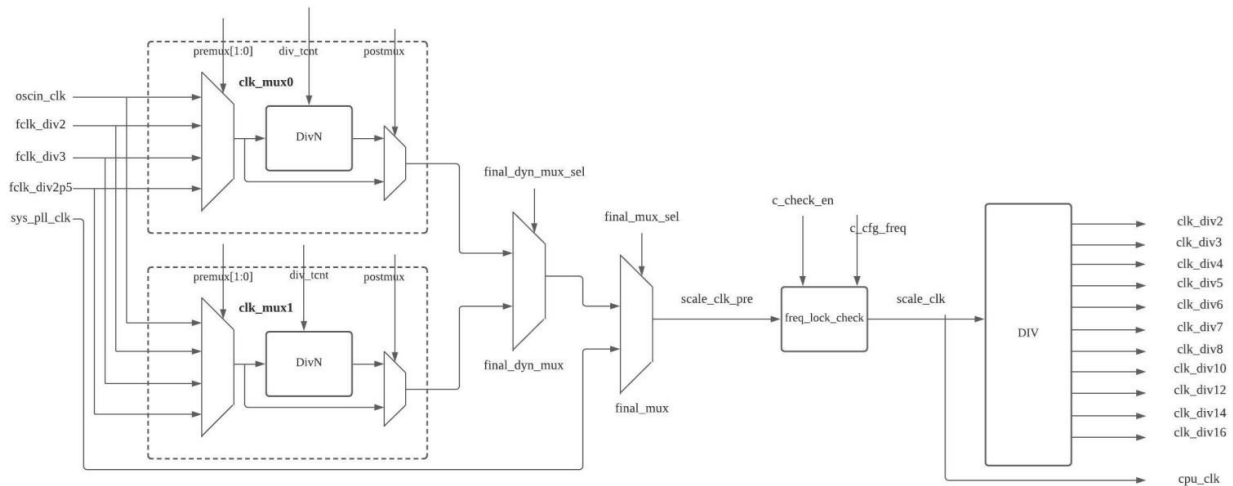 premux[1:0]
div_tcnt
postmux
clk_mux0
oscin_clk
DivN
fclk_div2
fclk_div3
fclk_div2p5
sys_pll_clk
final_dyn_mux_sel
final_mux_sel
c_check_en
c_cfg_freq
premux[1:0]
div_tcnt
postmux
clk_mux1
DivN
final_dyn_mux
final_mux
scale_clk_pre
freq_lock_check
scale_clk
DIV
clk_div2
clk_div3
clk_div4
clk_div5
clk_div6
clk_div7
clk_div8
clk_div10
clk_div12
clk_div14
clk_div16
cpu_clk